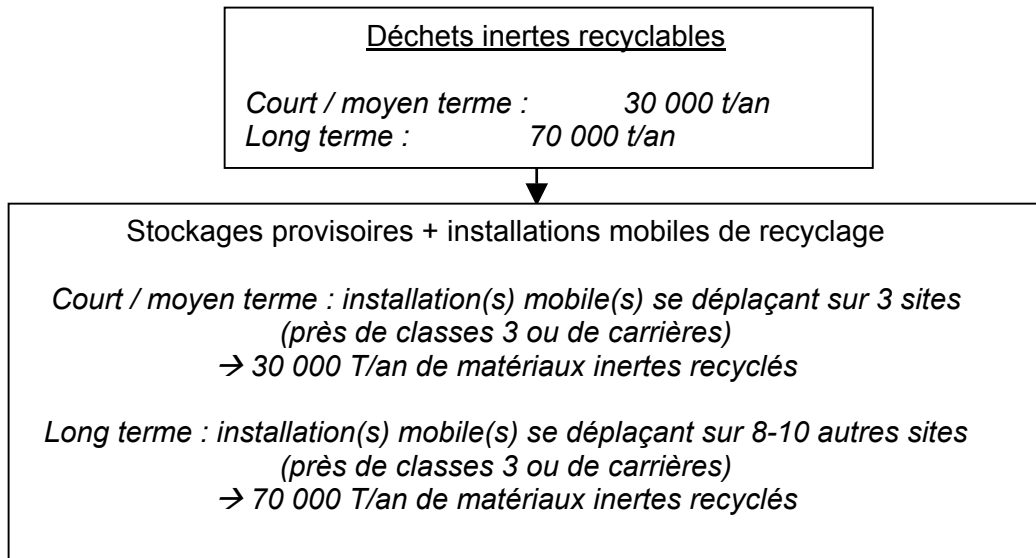 Déchets inertes recyclables
Court / moyen terme : 30 000 t/an
Long terme : 70 000 t/an
Stockages provisoires + installations mobiles de recyclage
Court / moyen terme : installation(s) mobile(s) se déplaçant sur 3 sites
(près de classes 3 ou de carrières)
→ 30 000 T/an de matériaux inertes recyclés
Long terme : installation(s) mobile(s) se déplaçant sur 8-10 autres sites
(près de classes 3 ou de carrières)
→ 70 000 T/an de matériaux inertes recyclés